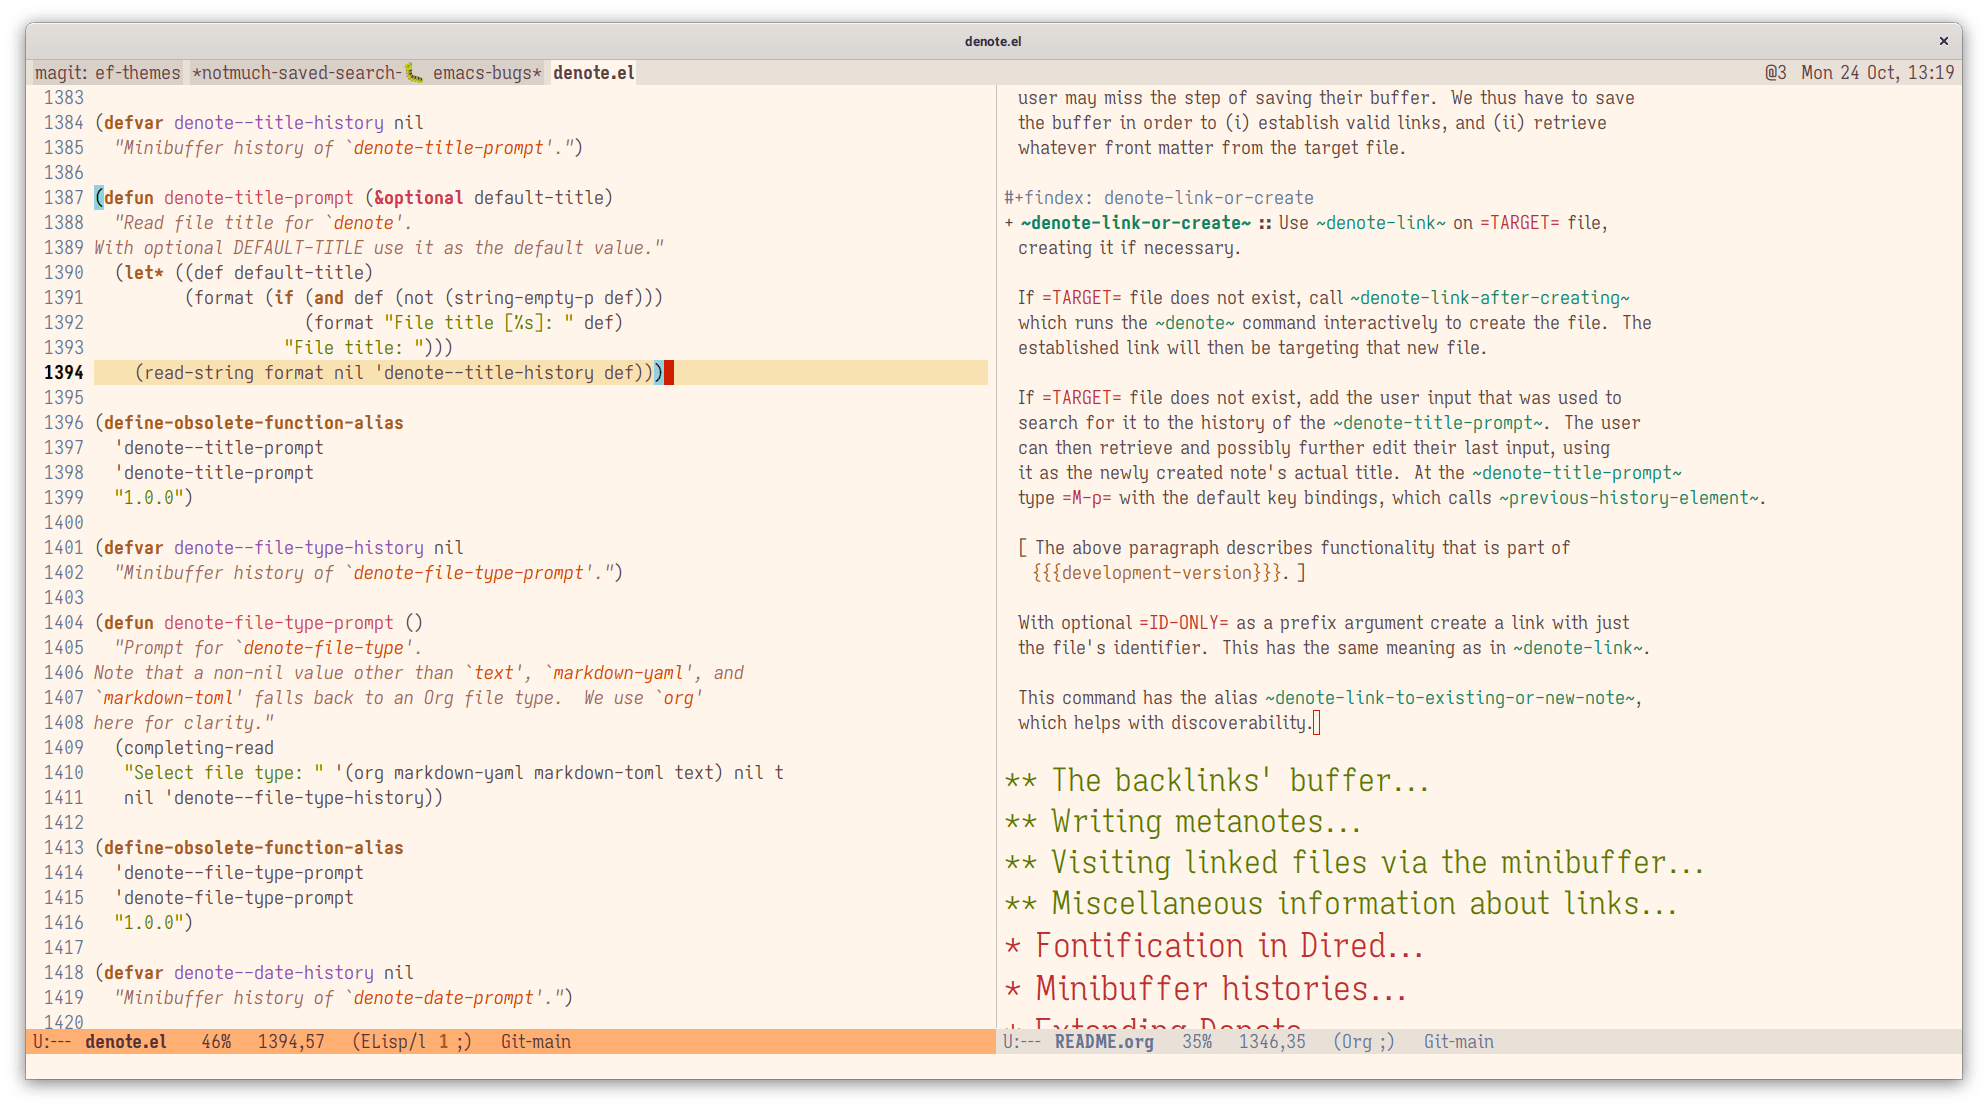 denote.el ×
magit: ef-themes *notmuch-saved-search-🐛 emacs-bugs* denote.el @3 Mon 24 Oct, 13:19
1383
1384 (defvar denote--title-history nil
1385   "Minibuffer history of `denote-title-prompt'.")
1386
1387 (defun denote-title-prompt (&optional default-title)
1388   "Read file title for `denote'.
1389 With optional DEFAULT-TITLE use it as the default value."
1390   (let* ((def default-title)
1391          (format (if (and def (not (string-empty-p def)))
1392                      (format "File title [%s]: " def)
1393                    "File title: ")))
1394     (read-string format nil 'denote--title-history def)))
1395
1396 (define-obsolete-function-alias
1397   'denote--title-prompt
1398   'denote-title-prompt
1399   "1.0.0")
1400
1401 (defvar denote--file-type-history nil
1402   "Minibuffer history of `denote-file-type-prompt'.")
1403
1404 (defun denote-file-type-prompt ()
1405   "Prompt for `denote-file-type'.
1406 Note that a non-nil value other than `text', `markdown-yaml', and
1407 `markdown-toml' falls back to an Org file type.  We use `org'
1408 here for clarity."
1409   (completing-read
1410    "Select file type: " '(org markdown-yaml markdown-toml text) nil t
1411    nil 'denote--file-type-history))
1412
1413 (define-obsolete-function-alias
1414   'denote--file-type-prompt
1415   'denote-file-type-prompt
1416   "1.0.0")
1417
1418 (defvar denote--date-history nil
1419   "Minibuffer history of `denote-date-prompt'.")
1420
U:--- denote.el 46% 1394,57 (ELisp/l 1 ;) Git-main
user may miss the step of saving their buffer.  We thus have to save
the buffer in order to (i) establish valid links, and (ii) retrieve
whatever front matter from the target file.
#+findex: denote-link-or-create
+ ~denote-link-or-create~ :: Use ~denote-link~ on =TARGET= file,
creating it if necessary.
If =TARGET= file does not exist, call ~denote-link-after-creating~
which runs the ~denote~ command interactively to create the file.  The
established link will then be targeting that new file.
If =TARGET= file does not exist, add the user input that was used to
search for it to the history of the ~denote-title-prompt~.  The user
can then retrieve and possibly further edit their last input, using
it as the newly created note's actual title.  At the ~denote-title-prompt~
type =M-p= with the default key bindings, which calls ~previous-history-element~.
[ The above paragraph describes functionality that is part of
{{{development-version}}}. ]
With optional =ID-ONLY= as a prefix argument create a link with just
the file's identifier.  This has the same meaning as in ~denote-link~.
This command has the alias ~denote-link-to-existing-or-new-note~,
which helps with discoverability.
** The backlinks' buffer...
** Writing metanotes...
** Visiting linked files via the minibuffer...
** Miscellaneous information about links...
* Fontification in Dired...
* Minibuffer histories...
* Extending Denote...
U:--- README.org 35% 1346,35 (Org ;) Git-main